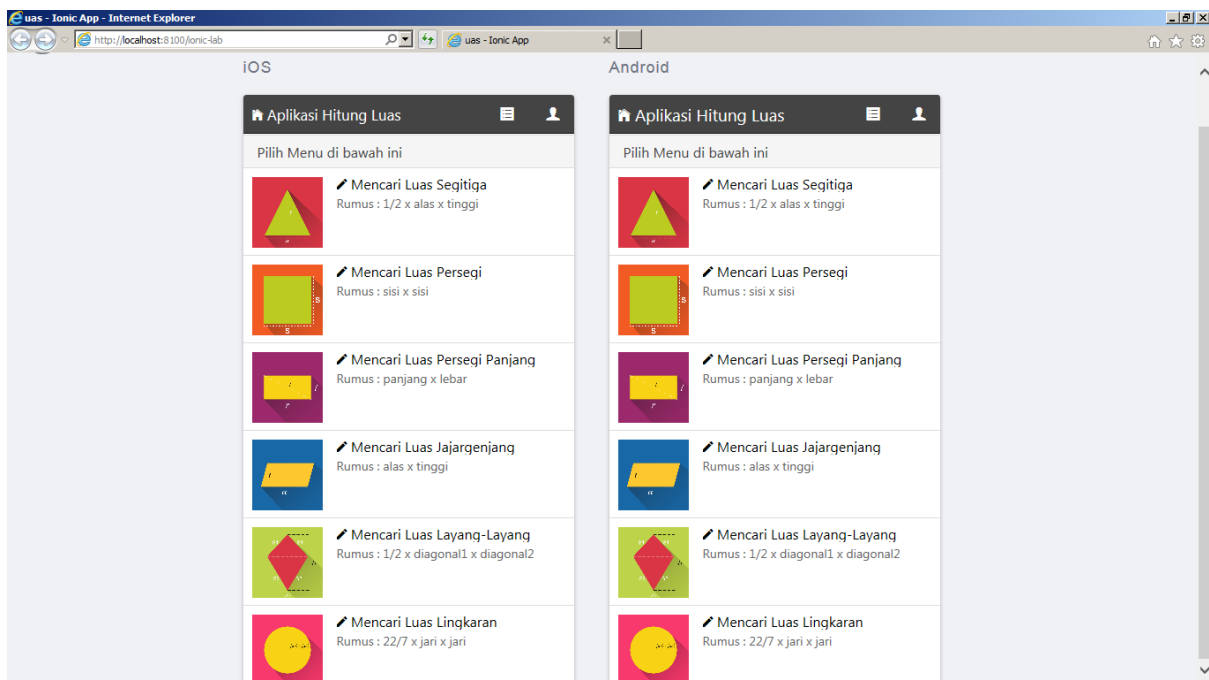 uas - Ionic App - Internet Explorer
http://localhost:8100/ionic-lab
uas - Ionic App
iOS
Aplikasi Hitung Luas
Pilih Menu di bawah ini
Mencari Luas Segitiga
Rumus : 1/2 x alas x tinggi
Mencari Luas Persegi
Rumus : sisi x sisi
S
S
Mencari Luas Persegi Panjang
Rumus : panjang x lebar
Mencari Luas Jajargenjang
Rumus : alas x tinggi
Mencari Luas Layang-Layang
Rumus : 1/2 x diagonal1 x diagonal2
Mencari Luas Lingkaran
Rumus : 22/7 x jari x jari
Android
Aplikasi Hitung Luas
Pilih Menu di bawah ini
Mencari Luas Segitiga
Rumus : 1/2 x alas x tinggi
Mencari Luas Persegi
Rumus : sisi x sisi
S
S
Mencari Luas Persegi Panjang
Rumus : panjang x lebar
Mencari Luas Jajargenjang
Rumus : alas x tinggi
Mencari Luas Layang-Layang
Rumus : 1/2 x diagonal1 x diagonal2
Mencari Luas Lingkaran
Rumus : 22/7 x jari x jari